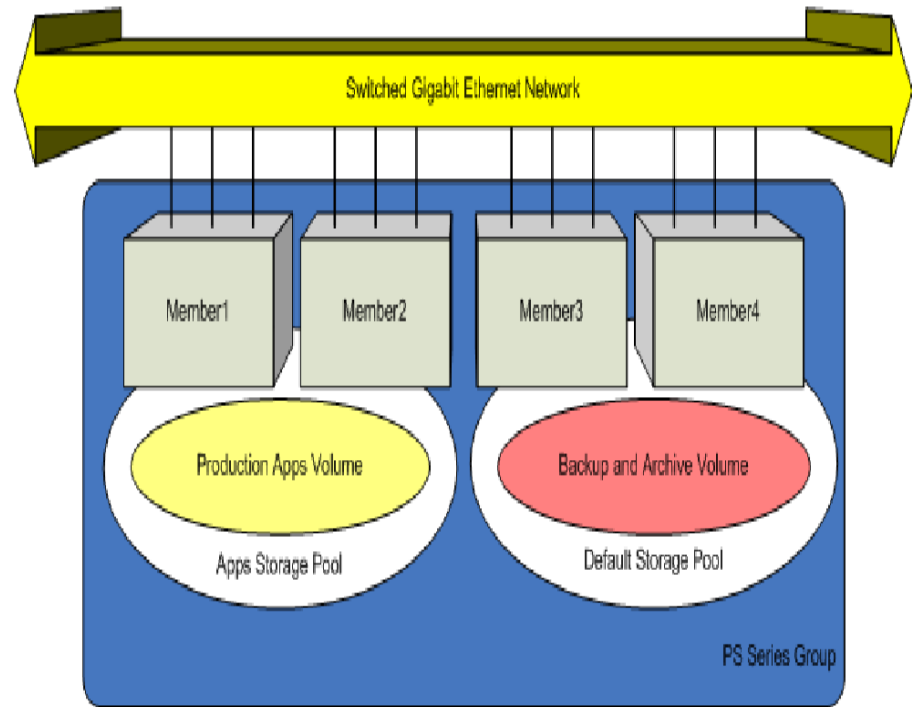 Switched Gigabit Ethernet Network
Member1
Member2
Member3
Member4
Production Apps Volume
Backup and Archive Volume
Apps Storage Pool
Default Storage Pool
PS Series Group